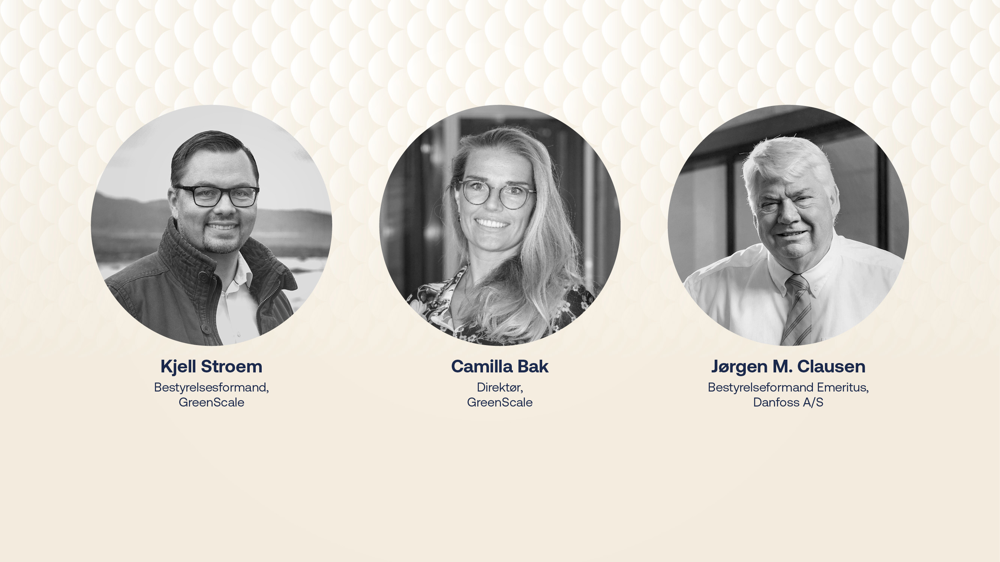 Kjell Stroem
Bestyrelsesformand,
GreenScale
Camilla Bak
Direktør,
GreenScale
Jørgen M. Clausen
Bestyrelseformand Emeritus,
Danfoss A/S